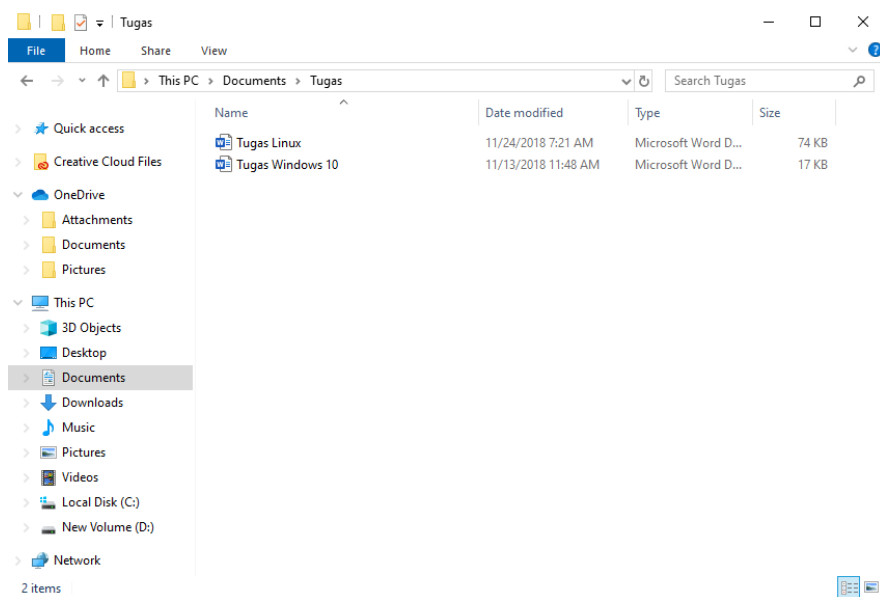 Tugas
File Home Share View
This PC Documents Tugas Search Tugas
Name Date modified Type Size
Tugas Linux 11/24/2018 7:21 AM Microsoft Word D... 74 KB
Tugas Windows 10 11/13/2018 11:48 AM Microsoft Word D... 17 KB
Quick access
Creative Cloud Files
OneDrive
Attachments
Documents
Pictures
This PC
3D Objects
Desktop
Documents
Downloads
Music
Pictures
Videos
Local Disk (C:)
New Volume (D:)
Network
2 items